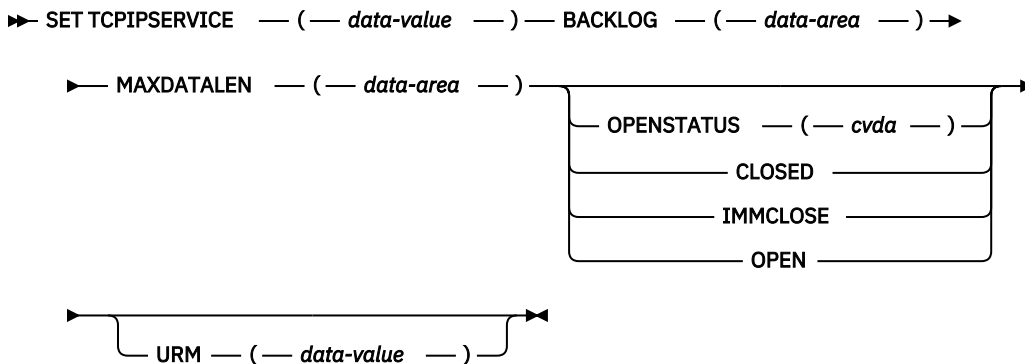 SET TCPIPSERVICE ( data-value ) BACKLOG ( data-area )
MAXDATALEN ( data-area )
OPENSTATUS ( cvda )
CLOSED
IMMCLOSE
OPEN
URM ( data-value )